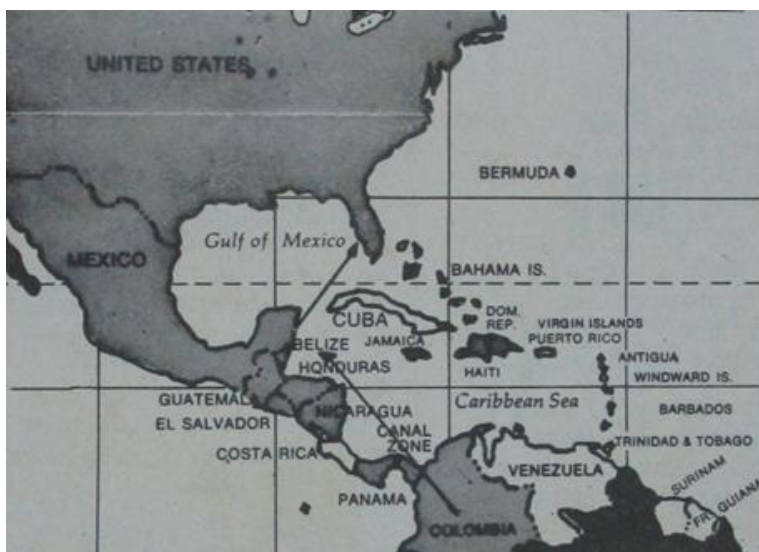 UNITED STATES
BERMUDA
Gulf of Mexico
MEXICO
BAHAMA IS.
CUBA
DOM.
REP.
VIRGIN ISLANDS
PUERTO RICO
BELIZE
JAMAICA
HAITI
ANTIGUA
HONDURAS
WINDWARD IS.
GUATEMALA
NICARAGUA
Caribbean Sea
BARBADOS
EL SALVADOR
CANAL
ZONE
COSTA RICA
TRINIDAD & TOBAGO
VENEZUELA
SURINAM
PANAMA
FR. GUIANA
COLOMBIA